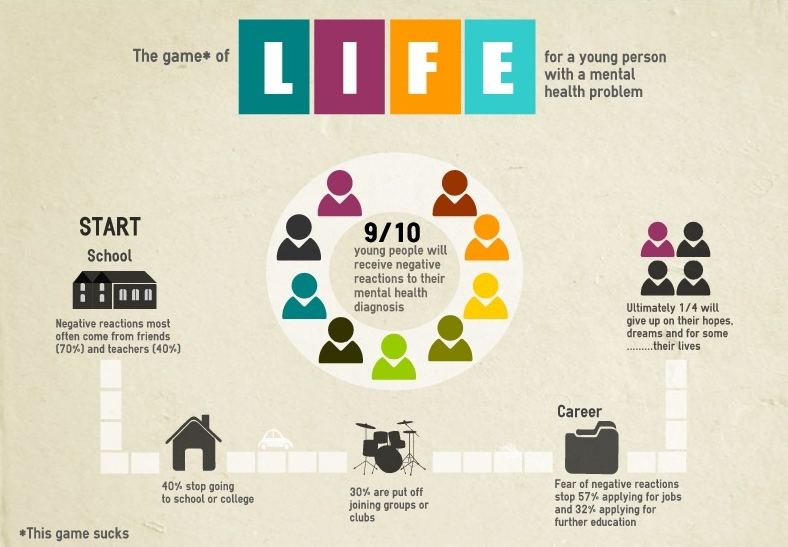 The game* of
LIFE
for a young person
with a mental
health problem
START
School
Negative reactions most
often come from friends
(70%) and teachers (40%)
9/10
young people will
receive negative
reactions to their
mental health
diagnosis
Ultimately 1/4 will
give up on their hopes,
dreams and for some
.........their lives
40% stop going
to school or college
30% are put off
joining groups or
clubs
Career
Fear of negative reactions
stop 57% applying for jobs
and 32% applying for
further education
*This game sucks